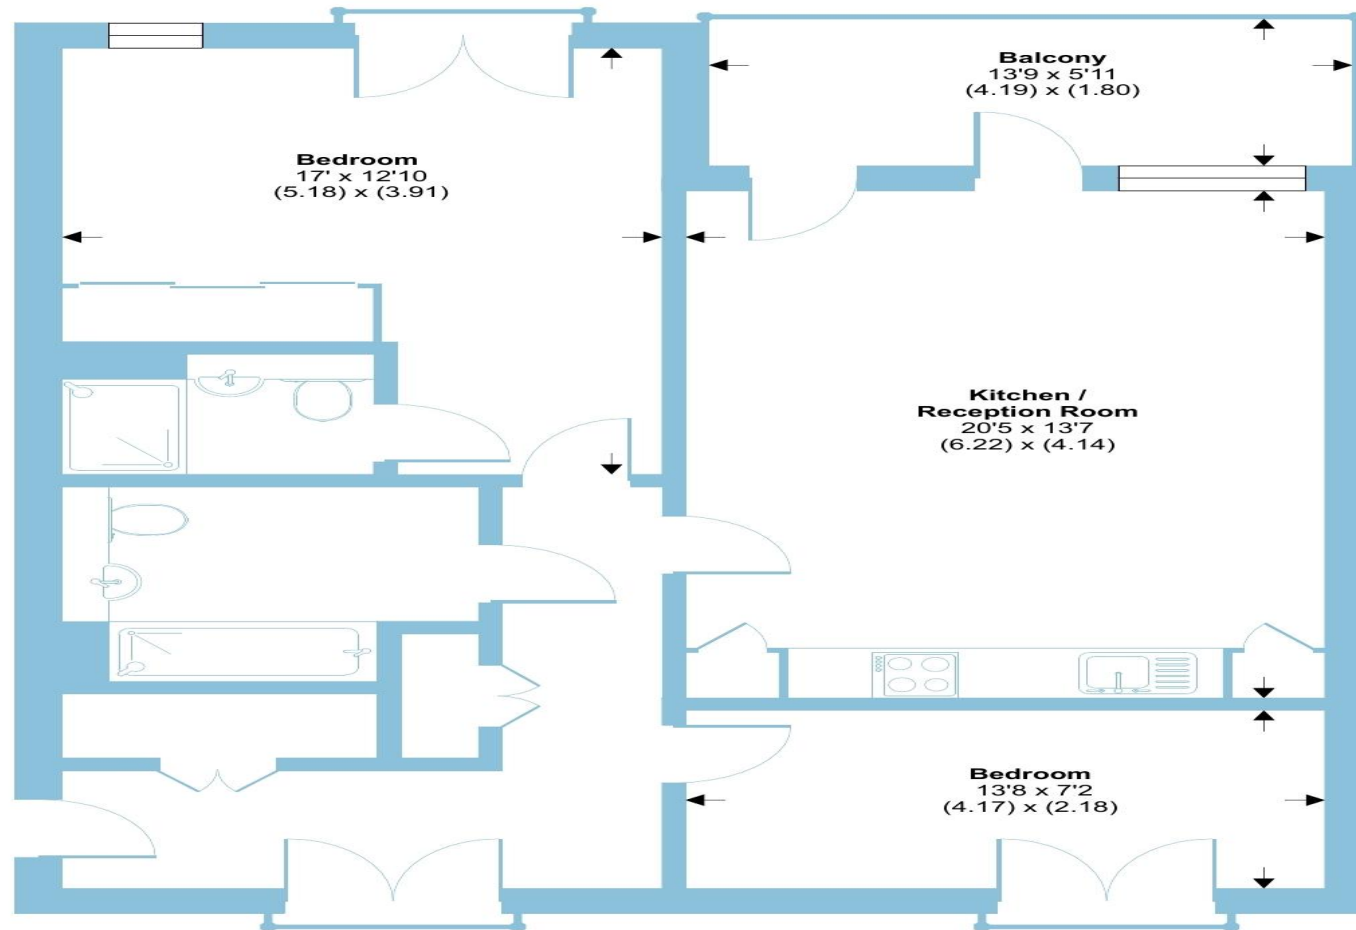 Balcony
13'9 x 5'11
(4.19) x (1.80)
Bedroom
17' x 12'10
(5.18) x (3.91)
Kitchen /
Reception Room
20'5 x 13'7
(6.22) x (4.14)
Bedroom
13'8 x 7'2
(4.17) x (2.18)